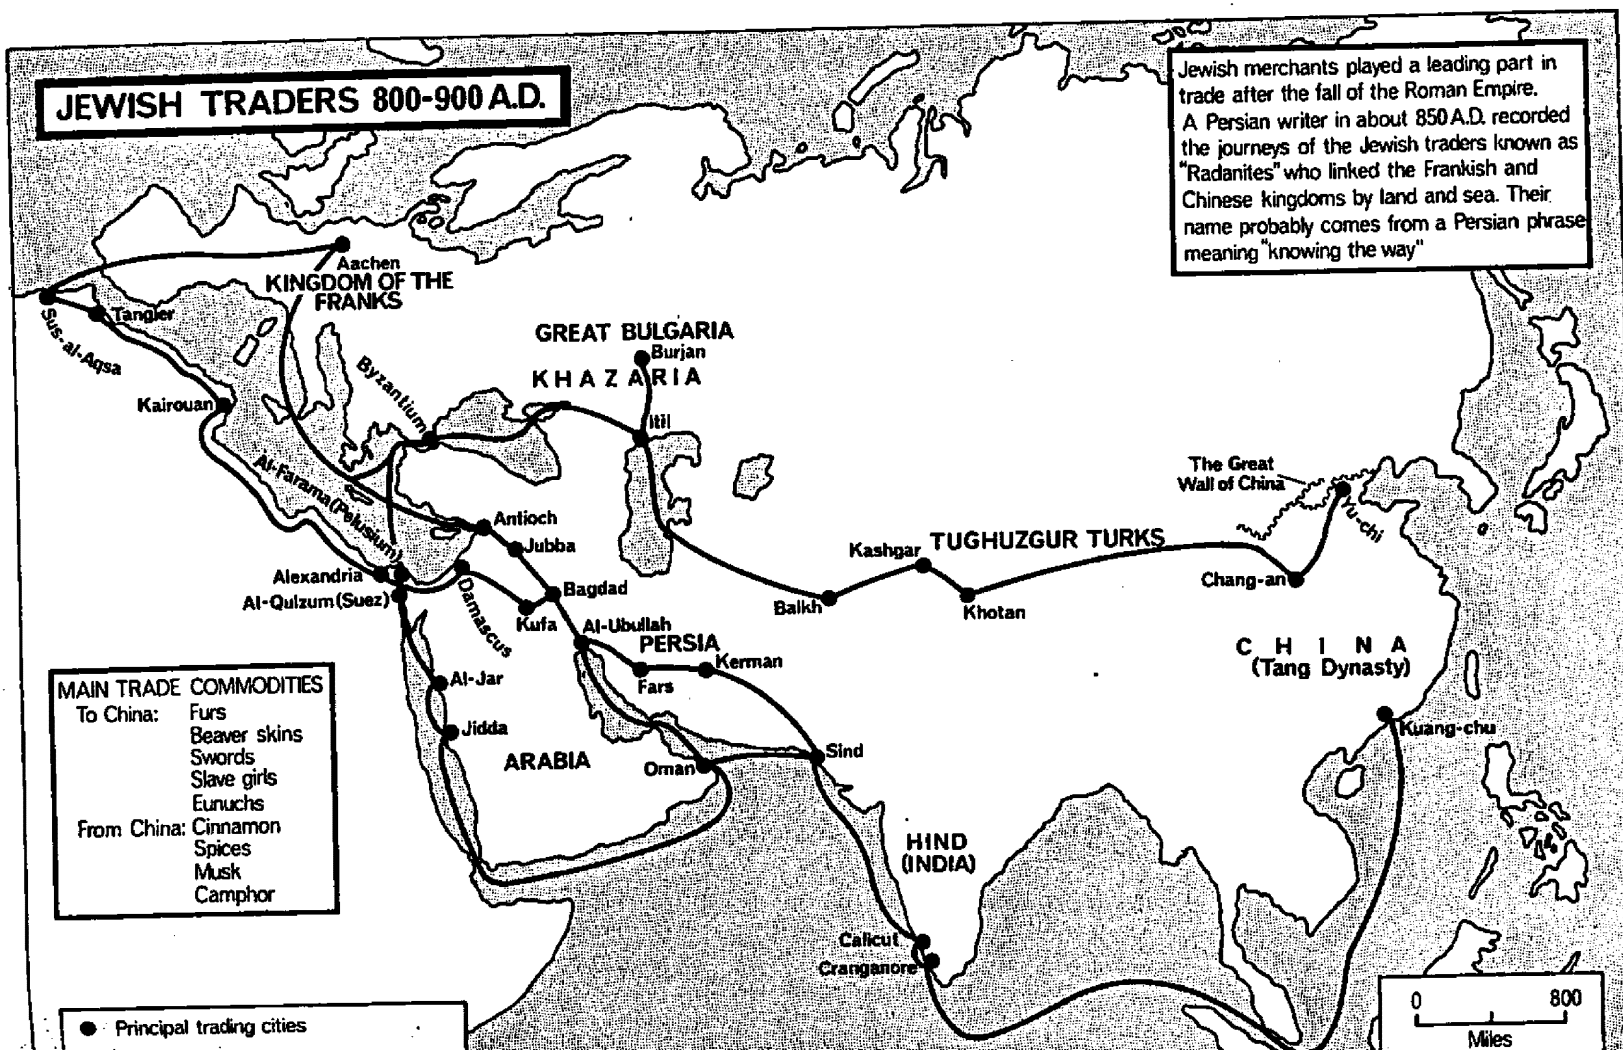 JEWISH TRADERS 800-900 A.D.
Jewish merchants played a leading part in
trade after the fall of the Roman Empire.
A Persian writer in about 850 A.D. recorded
the journeys of the Jewish traders known as
"Radanites" who linked the Frankish and
Chinese kingdoms by land and sea. Their
name probably comes from a Persian phrase
meaning "knowing the way"
Aachen
KINGDOM OF THE
FRANKS
Sus-al-Aqsa
Tangier
Kairouan
GREAT BULGARIA
Burjan
KHAZARIA
Byzantium
Itil
Al-Farama (Pelusium)
Antioch
Jubba
Alexandria
Al-Qulzum (Suez)
Damascus
Bagdad
Kufa
Al-Ubullah
PERSIA
Kerman
Fars
Balkh
Kashgar
TUGHUZGUR TURKS
Khotan
The Great
Wall of China
Yu-chi
Chang-an
CHINA
(Tang Dynasty)
Kuang-chu
Al-Jar
Jidda
ARABIA
Oman
Sind
HIND
(INDIA)
Calicut
Cranganore
MAIN TRADE COMMODITIES
To China: Furs
Beaver skins
Swords
Slave girls
Eunuchs
From China: Cinnamon
Spices
Musk
Camphor
Principal trading cities
0 800
Miles